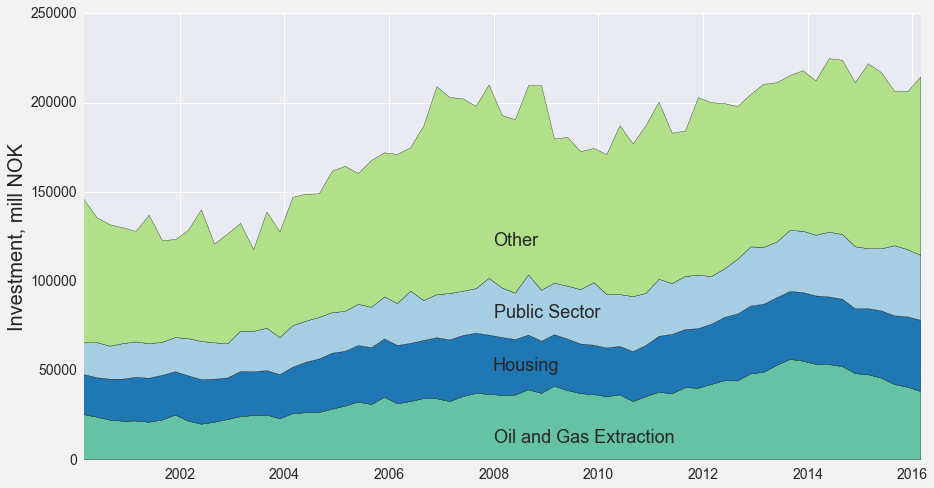 Investment, mill NOK
250000
200000
150000
100000
50000
0
Other
Public Sector
Housing
Oil and Gas Extraction
2002 2004 2006 2008 2010 2012 2014 2016